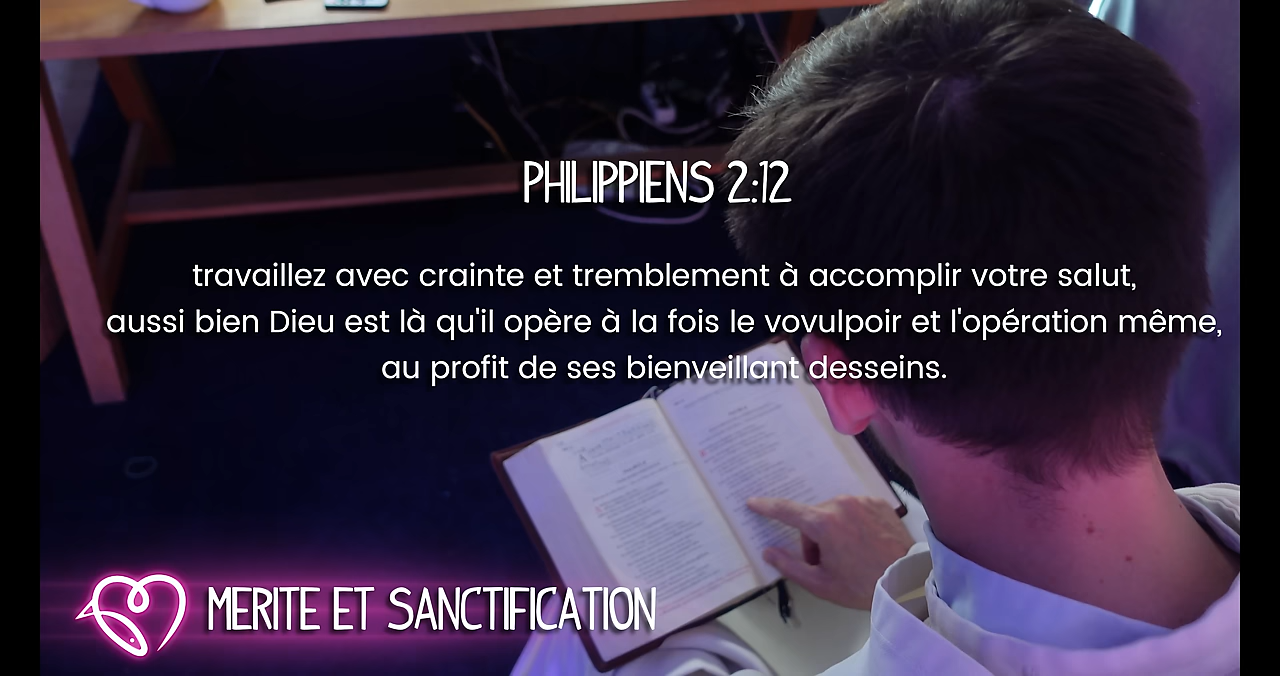 PHILIPPIENS 2:12
travaillez avec crainte et tremblement à accomplir votre salut,
aussi bien Dieu est là qu'il opère à la fois le vovulpoir et l'opération même,
au profit de ses bienveillant desseins.
MERITE ET SANCTIFICATION